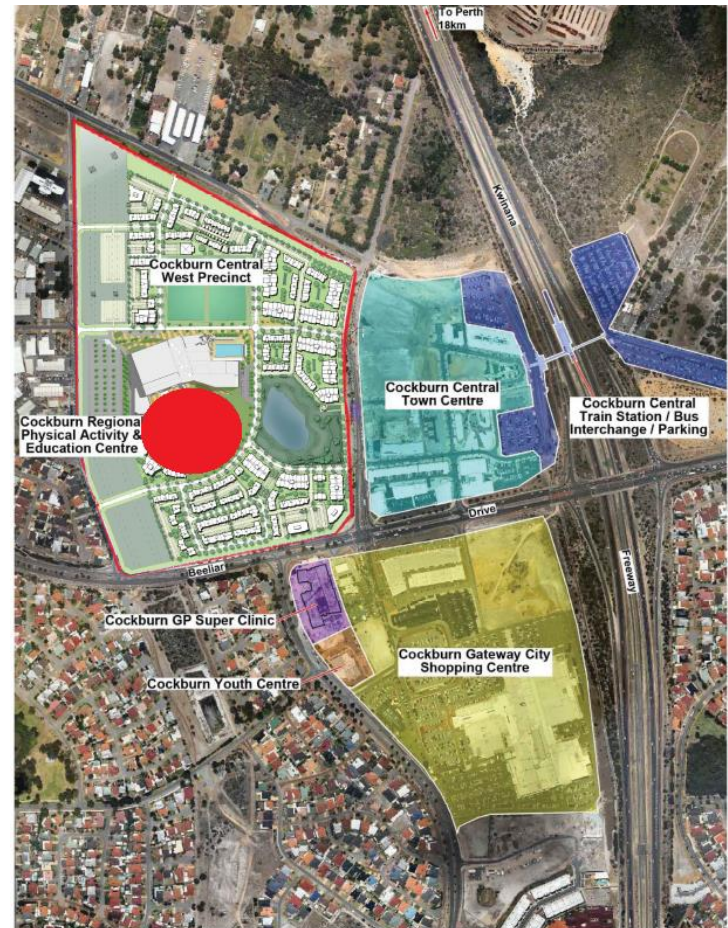 To Perth
18km
Kwinana
Cockburn Central
West Precinct
Cockburn Central
Town Centre
Cockburn Central
Train Station / Bus
Interchange / Parking
Cockburn Regional
Physical Activity &
Education Centre
Drive
Beeliar
Freeway
Cockburn GP Super Clinic
Cockburn Gateway City
Shopping Centre
Cockburn Youth Centre